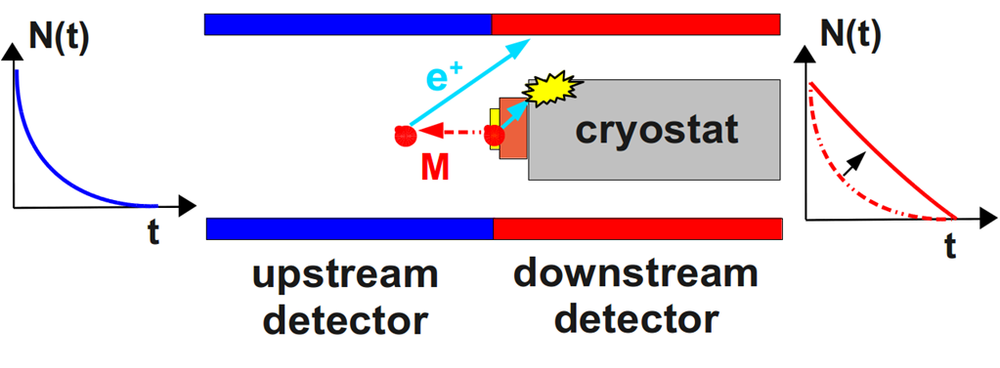 N(t)
t
e+
M
cryostat
upstream
detector
downstream
detector
N(t)
t